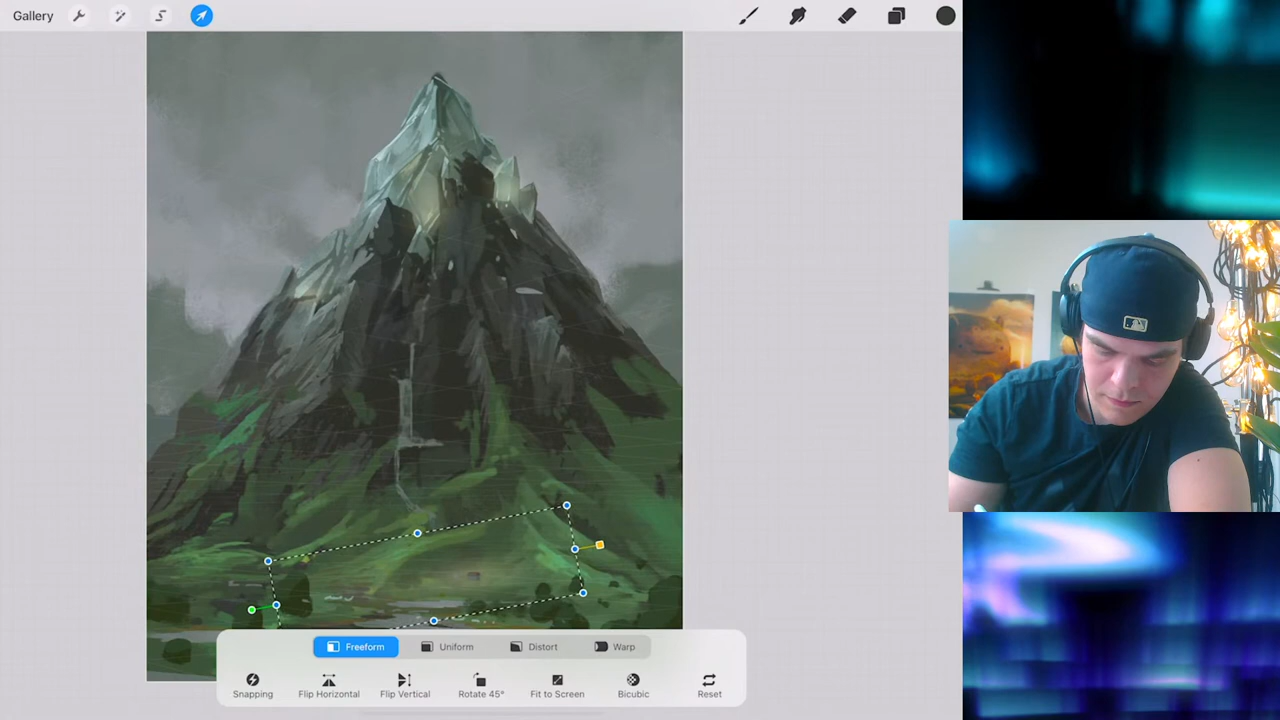 Gallery
Freeform
Uniform
Distort
Warp
Snapping
Flip Horizontal
Flip Vertical
Rotate 45°
Fit to Screen
Bicubic
Reset